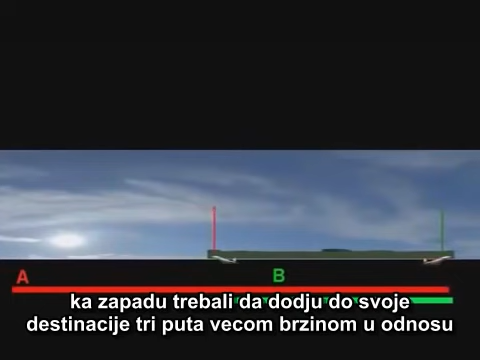 A
B
ka zapadu trebali da dodju do svoje
destinacije tri puta vecom brzinom u odnosu